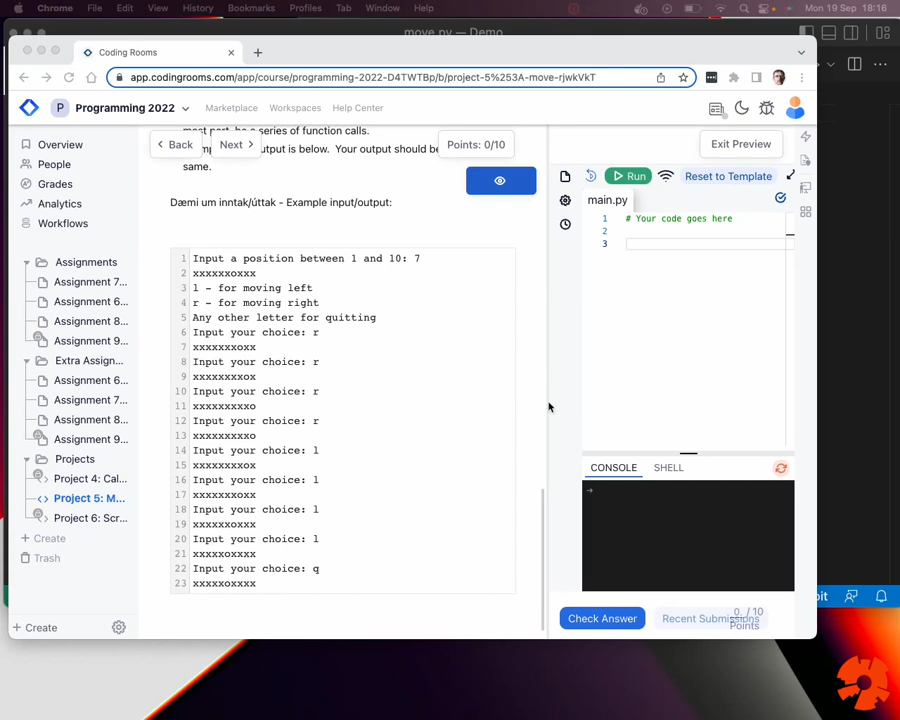 Chrome File Edit View History Bookmarks Profiles Tab Window Help Mon 19 Sep 18:16
move.py — Demo
Coding Rooms
app.codingrooms.com/app/course/programming-2022-D4TWTBp/b/project-5%253A-move-rjwkVkT
P Programming 2022 Marketplace Workspaces Help Center
Overview
People
Grades
Analytics
Workflows
Assignments
Assignment 7...
Assignment 6...
Assignment 8...
Assignment 9...
Extra Assign...
Assignment 6...
Assignment 7...
Assignment 8...
Assignment 9...
Projects
Project 4: Cal...
Project 5: M...
Project 6: Scr...
Create
Trash
Create
most part, be a series of function calls.
Back Next Points: 0/10
output is below. Your output should be
same.
Dæmi um inntak/úttak - Example input/output:
1 Input a position between 1 and 10: 7
2 xxxxxxoxxx
3 l - for moving left
4 r - for moving right
5 Any other letter for quitting
6 Input your choice: r
7 xxxxxxxoxx
8 Input your choice: r
9 xxxxxxxxox
10 Input your choice: r
11 xxxxxxxxxo
12 Input your choice: r
13 xxxxxxxxxo
14 Input your choice: l
15 xxxxxxxxox
16 Input your choice: l
17 xxxxxxxoxx
18 Input your choice: l
19 xxxxxxoxxx
20 Input your choice: l
21 xxxxxoxxxx
22 Input your choice: q
23 xxxxxoxxxx
Exit Preview
Run Reset to Template
main.py
1 # Your code goes here
2
3
CONSOLE SHELL
Check Answer Recent Submissions 0 / 10
Points